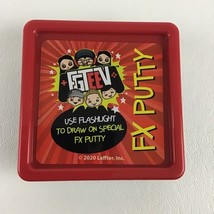 FGTEEV
USE FLASHLIGHT
TO DRAW ON SPECIAL
FX PUTTY
© 2020 Laffter, Inc.
FX PUTTY